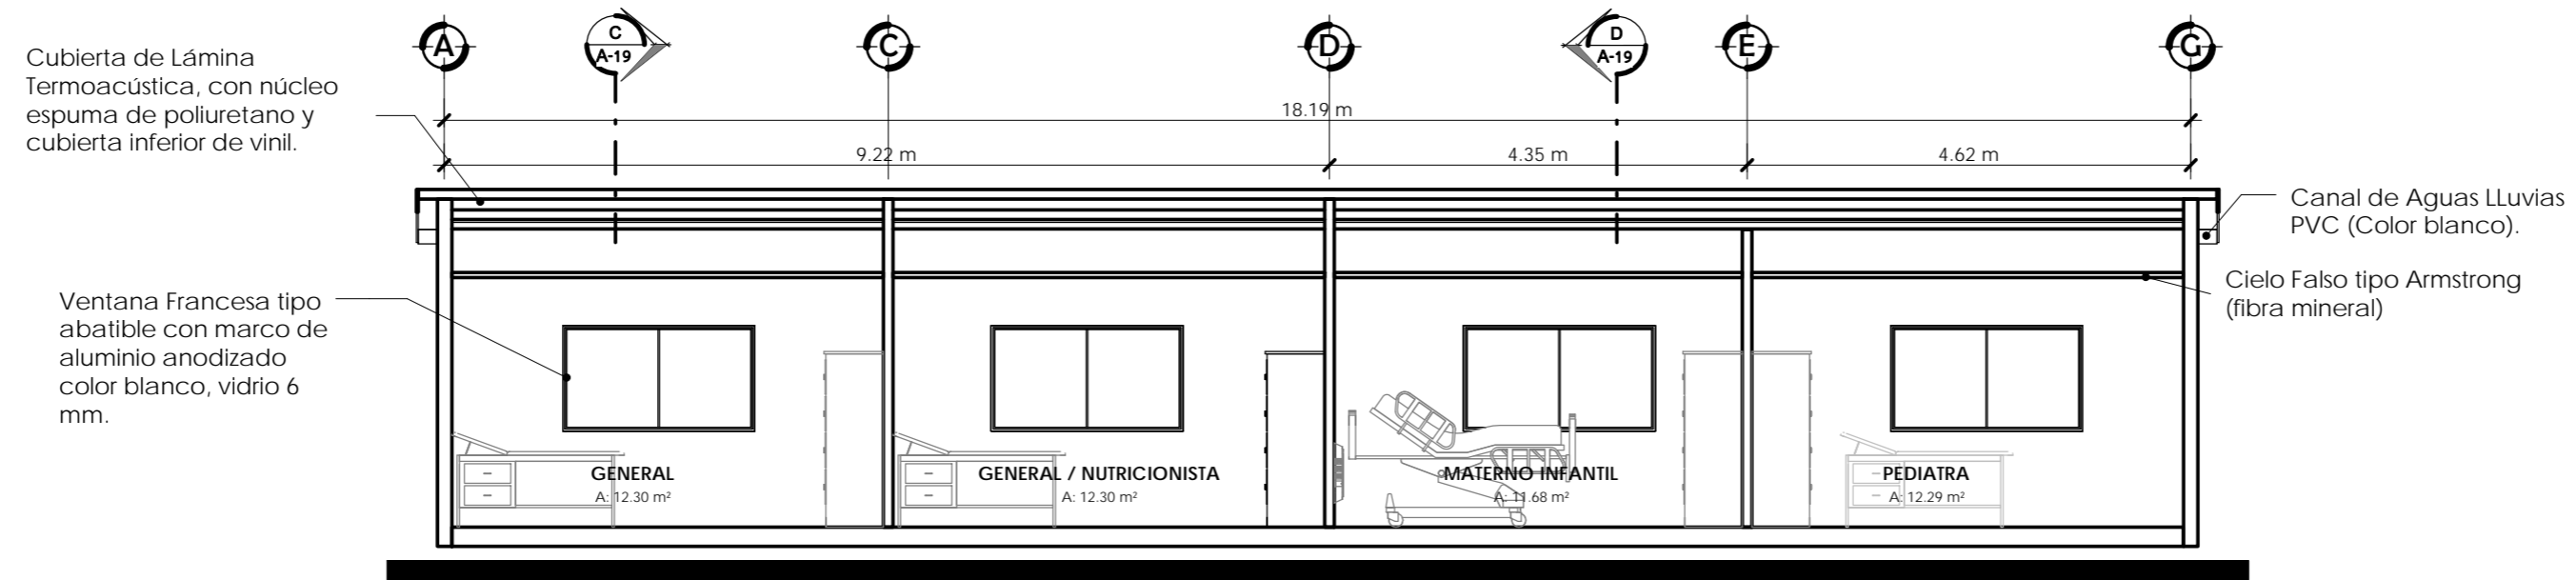 A
C
A-19
C
D
D
A-19
E
G
Cubierta de Lámina
Termoacústica, con núcleo
espuma de poliuretano y
cubierta inferior de vinil.
18.19 m
9.22 m
4.35 m
4.62 m
Canal de Aguas LLuvias
PVC (Color blanco).
Cielo Falso tipo Armstrong
(fibra mineral)
Ventana Francesa tipo
abatible con marco de
aluminio anodizado
color blanco, vidrio 6
mm.
GENERAL
A: 12.30 m²
GENERAL / NUTRICIONISTA
A: 12.30 m²
MATERNO INFANTIL
A: 11.68 m²
PEDIATRA
A: 12.29 m²